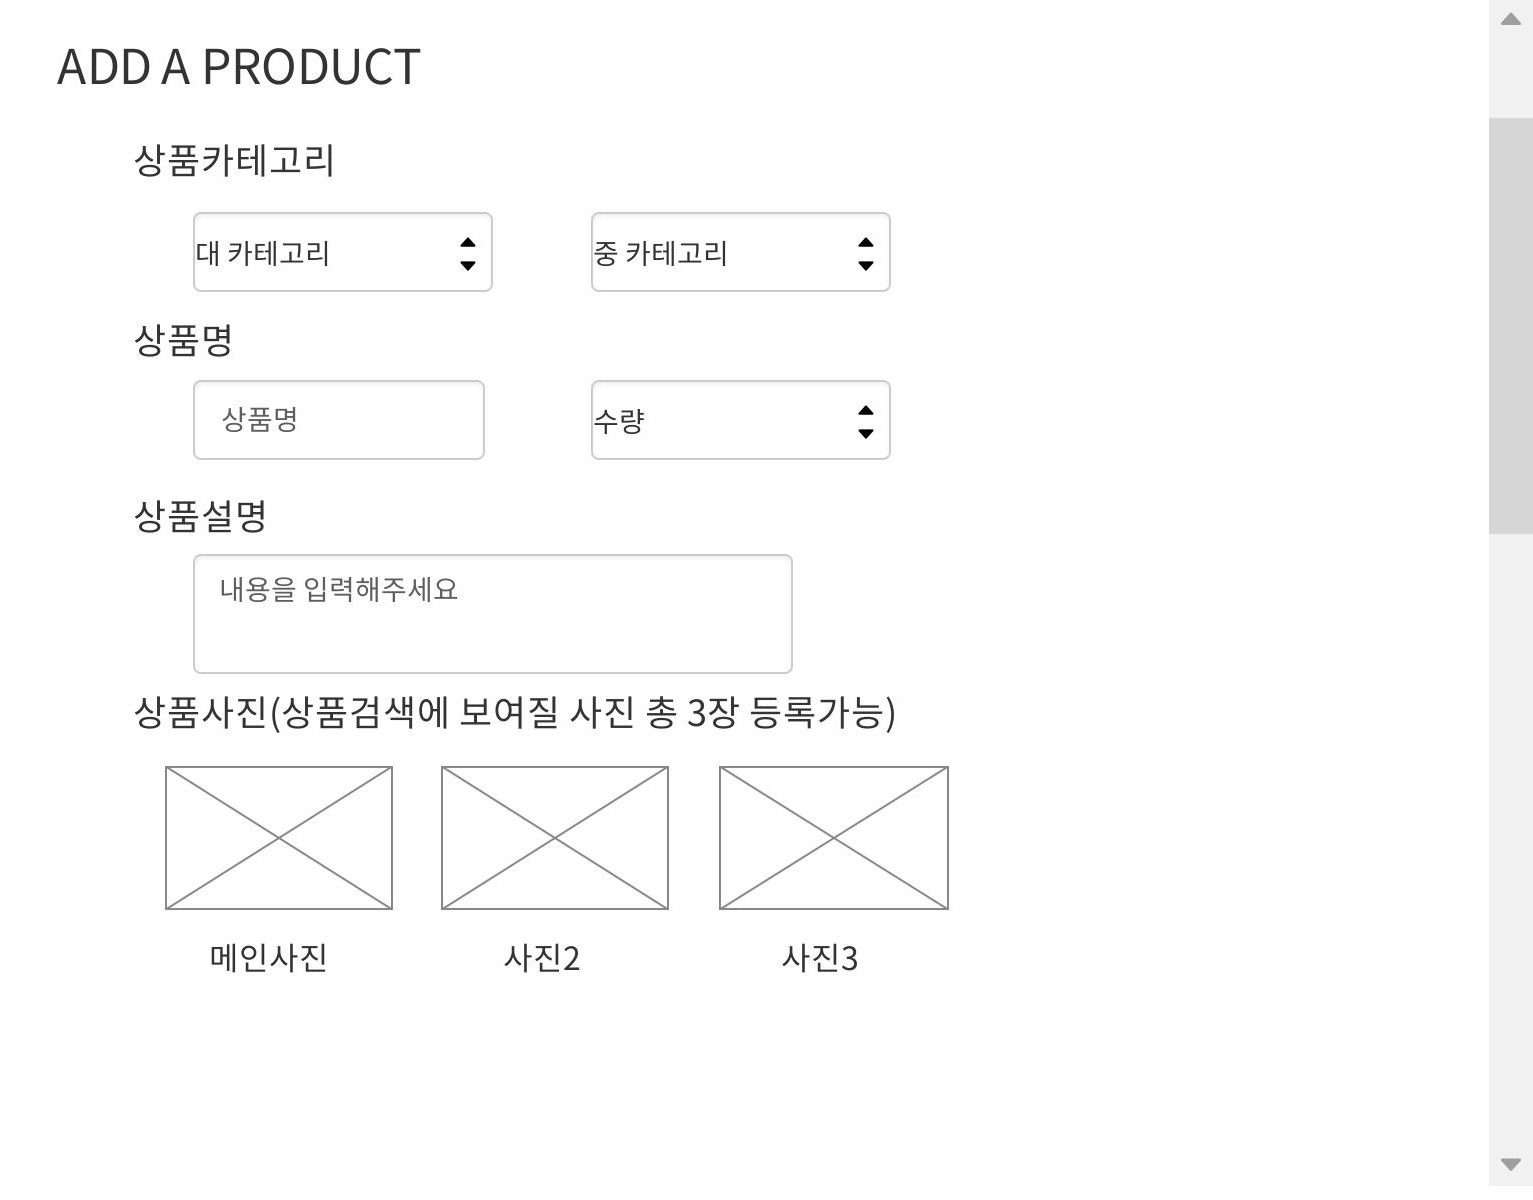 ADD A PRODUCT
상품카테고리
대 카테고리 중 카테고리
상품명
상품명 수량
상품설명
내용을 입력해주세요
상품사진(상품검색에 보여질 사진 총 3장 등록가능)
메인사진 사진2 사진3